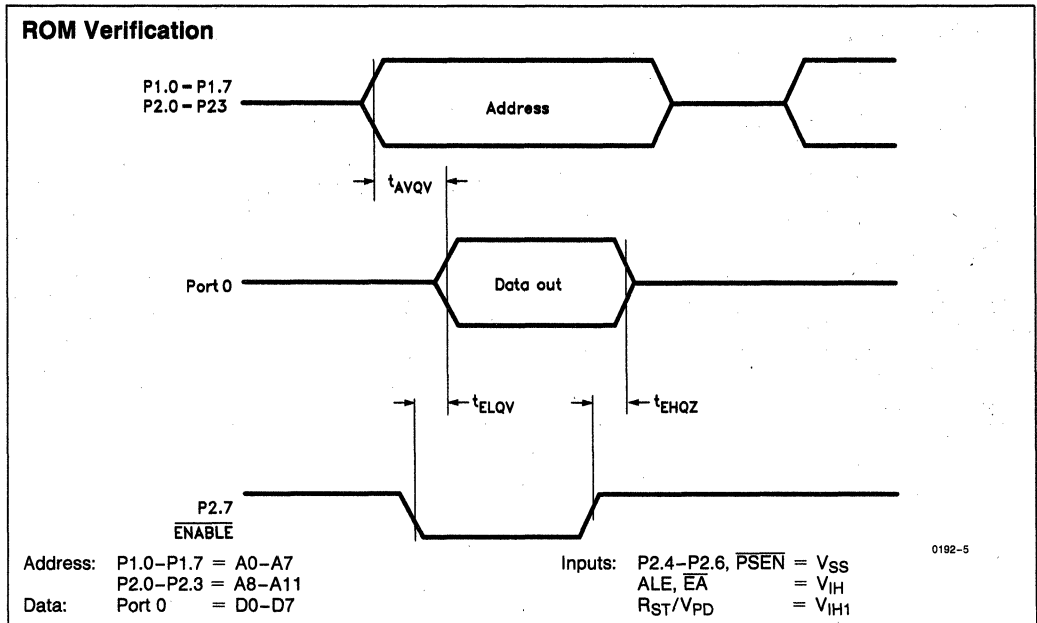 ROM Verification
P1.0–P1.7
P2.0–P23
Address
tAVQV
Port 0
Data out
tELQV
tEHQZ
P2.7
ENABLE
0192–5
Address: P1.0–P1.7 = A0–A7
P2.0–P2.3 = A8–A11
Data: Port 0 = D0–D7
Inputs: P2.4–P2.6, PSEN = VSS
ALE, EA = VIH
RST/VPD = VIH1